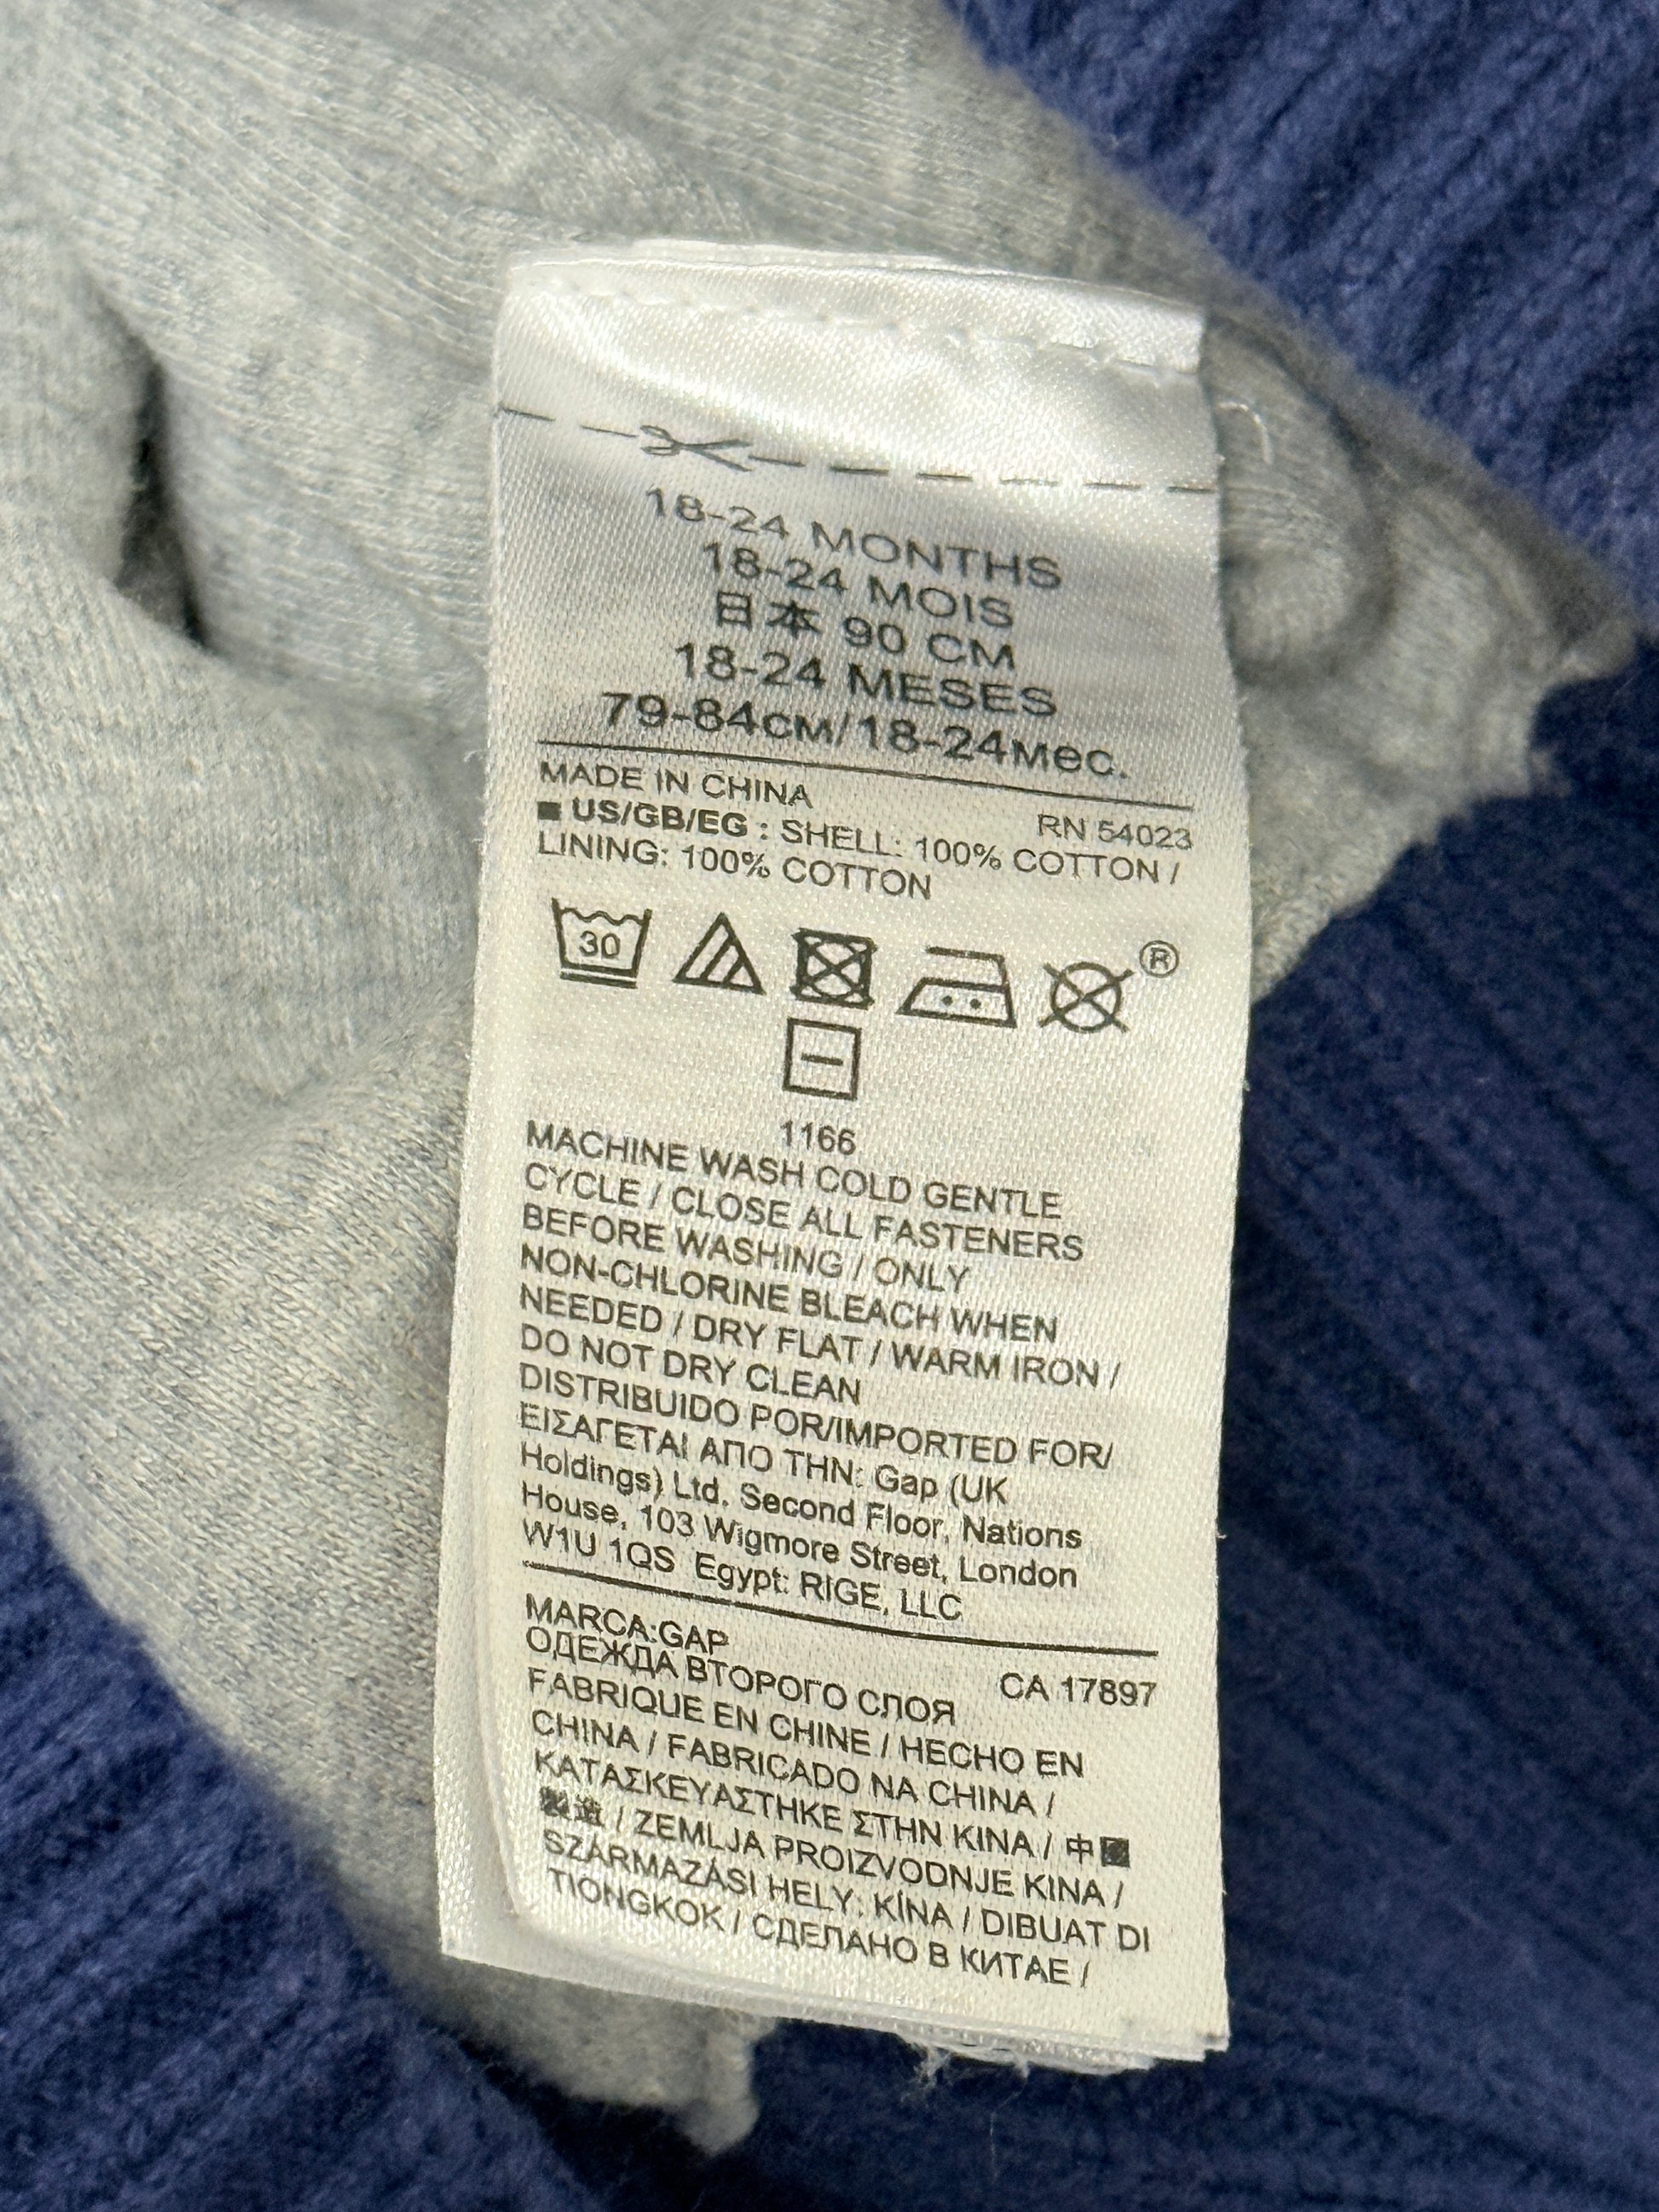 18-24 MONTHS
18-24 MOIS
日本 90 CM
18-24 MESES
79-84см/18-24мес.
MADE IN CHINA
RN 54023
■ US/GB/EG : SHELL: 100% COTTON /
LINING: 100% COTTON
30
®
1166
MACHINE WASH COLD GENTLE
CYCLE / CLOSE ALL FASTENERS
BEFORE WASHING / ONLY
NON-CHLORINE BLEACH WHEN
NEEDED / DRY FLAT / WARM IRON /
DO NOT DRY CLEAN
DISTRIBUIDO POR/IMPORTED FOR/
ΕΙΣΑΓΕΤΑΙ ΑΠΟ ΤΗΝ: Gap (UK
Holdings) Ltd, Second Floor, Nations
House, 103 Wigmore Street, London
W1U 1QS Egypt: RIGE, LLC
MARCA:GAP
CA 17897
ОДЕЖДА ВТОРОГО СЛОЯ
FABRIQUE EN CHINE / HECHO EN
CHINA / FABRICADO NA CHINA /
ΚΑΤΑΣΚΕΥΑΣΤΗΚΕ ΣΤΗΝ ΚΙΝΑ / 中國
製造 / ZEMLJA PROIZVODNJE KINA /
SZÁRMAZÁSI HELY: KÍNA / DIBUAT DI
TIONGKOK / СДЕЛАНО В КИТАЕ /